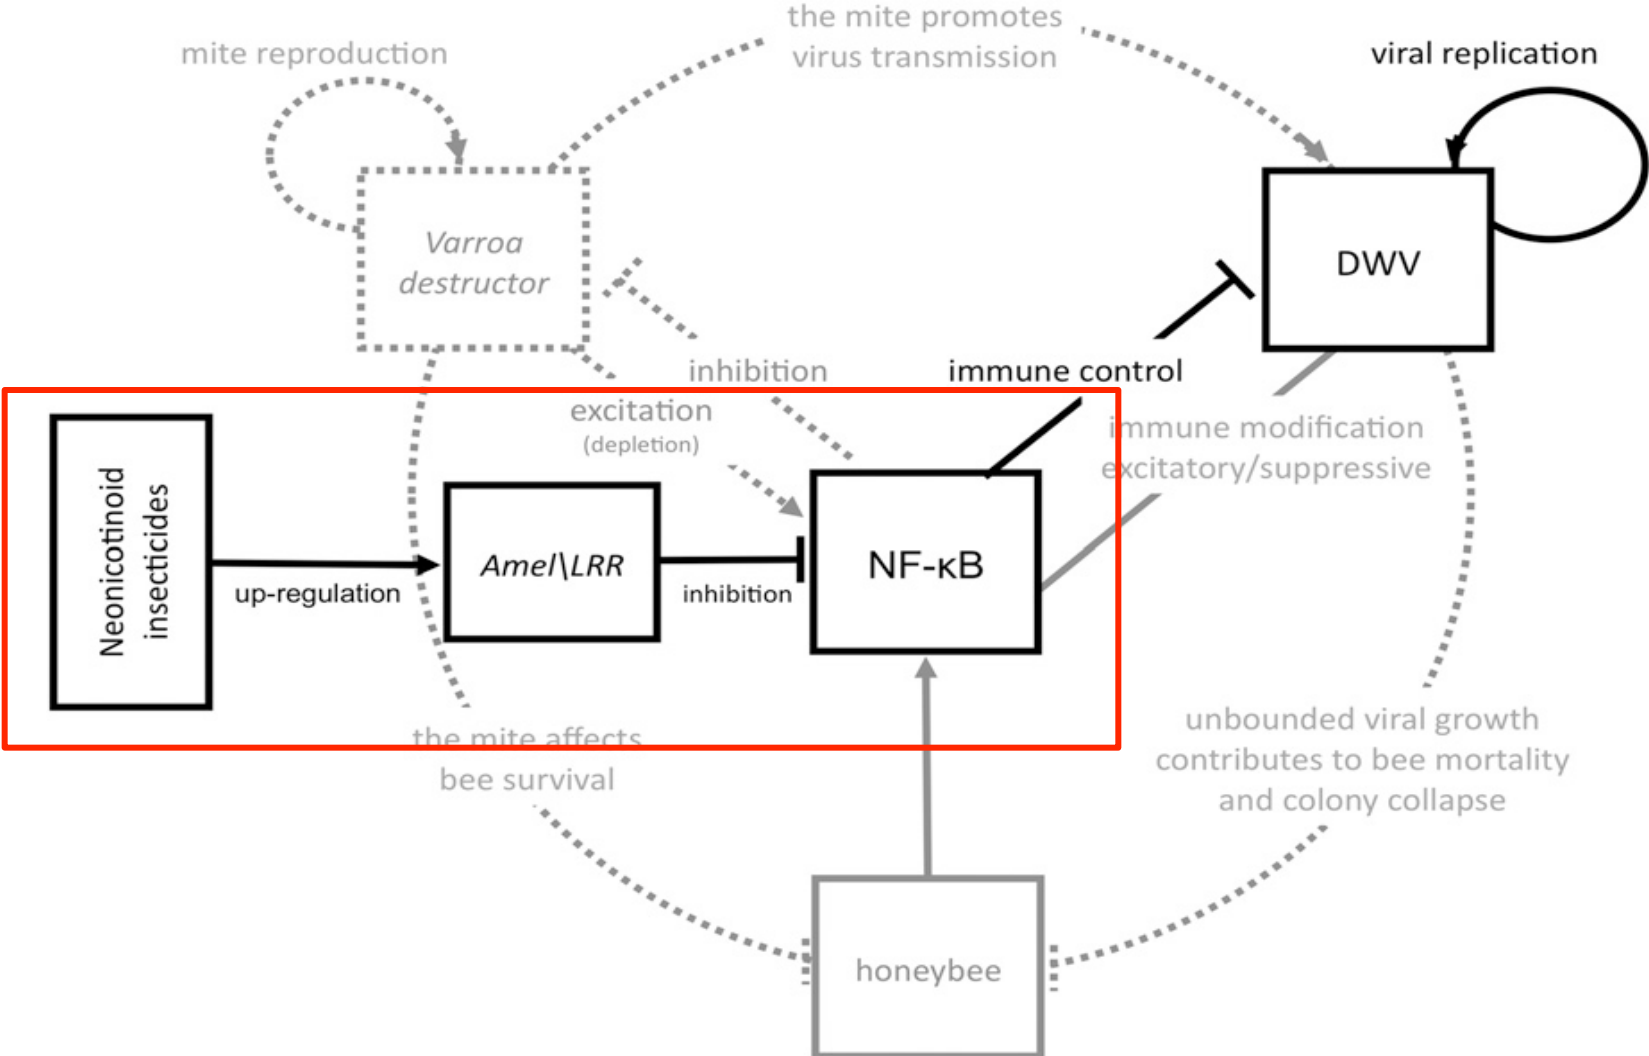 the mite promotes
virus transmission
mite reproduction
viral replication
Varroa
destructor
DWV
inhibition
immune control
excitation
(depletion)
immune modification
excitatory/suppressive
Neonicotinoid
insecticides
up-regulation
Amel\LRR
inhibition
NF-κB
the mite affects
bee survival
unbounded viral growth
contributes to bee mortality
and colony collapse
honeybee